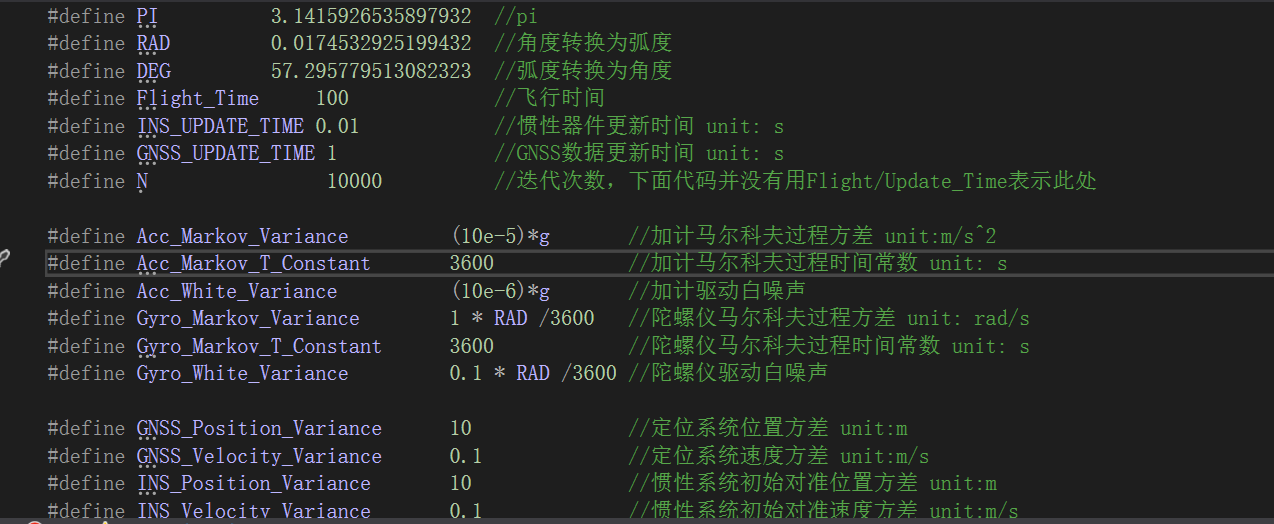 #define PI 3.1415926535897932 //pi
#define RAD 0.0174532925199432 //角度转换为弧度
#define DEG 57.295779513082323 //弧度转换为角度
#define Flight_Time 100 //飞行时间
#define INS_UPDATE_TIME 0.01 //惯性器件更新时间 unit: s
#define GNSS_UPDATE_TIME 1 //GNSS数据更新时间 unit: s
#define N 10000 //迭代次数，下面代码并没有用Flight/Update_Time表示此处
#define Acc_Markov_Variance (10e-5)*g //加计马尔科夫过程方差 unit:m/s^2
#define Acc_Markov_T_Constant 3600 //加计马尔科夫过程时间常数 unit: s
#define Acc_White_Variance (10e-6)*g //加计驱动白噪声
#define Gyro_Markov_Variance 1 * RAD /3600 //陀螺仪马尔科夫过程方差 unit: rad/s
#define Gyro_Markov_T_Constant 3600 //陀螺仪马尔科夫过程时间常数 unit: s
#define Gyro_White_Variance 0.1 * RAD /3600 //陀螺仪驱动白噪声
#define GNSS_Position_Variance 10 //定位系统位置方差 unit:m
#define GNSS_Velocity_Variance 0.1 //定位系统速度方差 unit:m/s
#define INS_Position_Variance 10 //惯性系统初始对准位置方差 unit:m
#define INS_Velocity_Variance 0.1 //惯性系统初始对准速度方差 unit:m/s